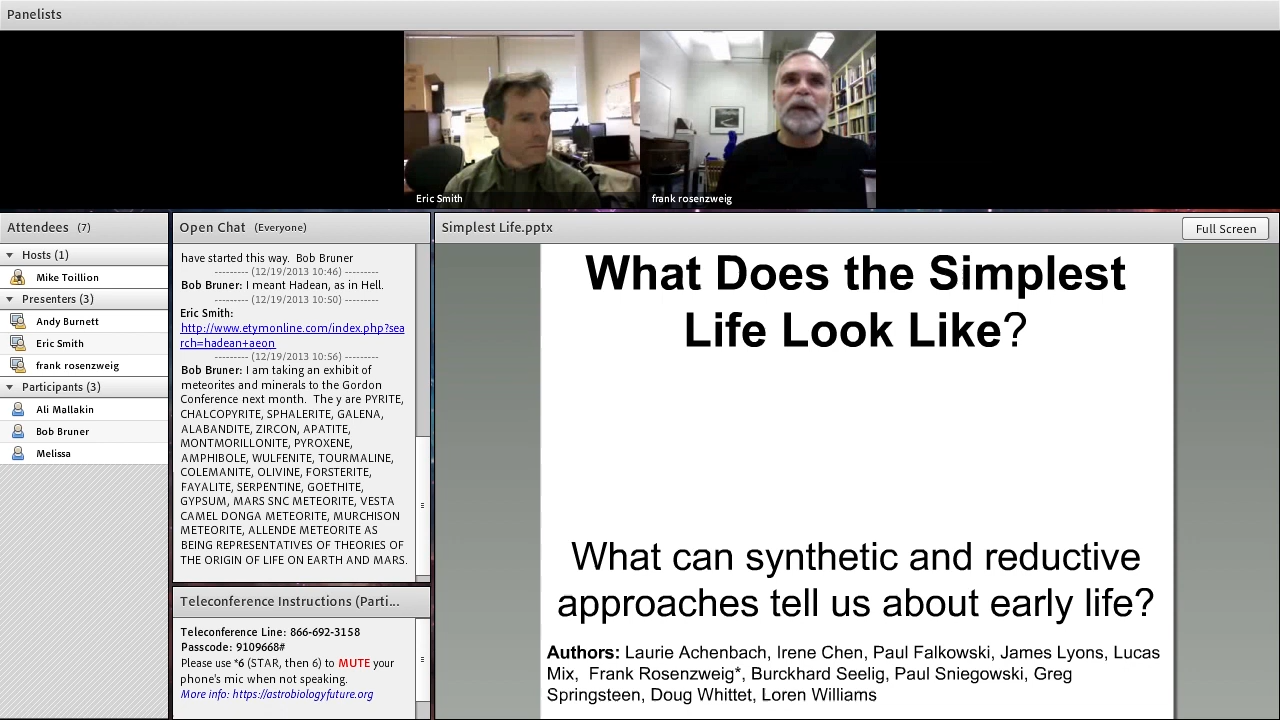 Panelists
Eric Smith
frank rosenzweig
Attendees (7)
Hosts (1)
Mike Toillion
Presenters (3)
Andy Burnett
Eric Smith
frank rosenzweig
Participants (3)
Ali Mallakin
Bob Bruner
Melissa
Open Chat (Everyone)
have started this way. Bob Bruner
--------- (12/19/2013 10:46) ---------
Bob Bruner: I meant Hadean, as in Hell.
--------- (12/19/2013 10:50) ---------
Eric Smith:
http://www.etymonline.com/index.php?sea
rch=hadean+aeon
--------- (12/19/2013 10:56) ---------
Bob Bruner: I am taking an exhibit of
meteorites and minerals to the Gordon
Conference next month. The y are PYRITE,
CHALCOPYRITE, SPHALERITE, GALENA,
ALABANDITE, ZIRCON, APATITE,
MONTMORILLONITE, PYROXENE,
AMPHIBOLE, WULFENITE, TOURMALINE,
COLEMANITE, OLIVINE, FORSTERITE,
FAYALITE, SERPENTINE, GOETHITE,
GYPSUM, MARS SNC METEORITE, VESTA
CAMEL DONGA METEORITE, MURCHISON
METEORITE, ALLENDE METEORITE AS
BEING REPRESENTATIVES OF THEORIES OF
THE ORIGIN OF LIFE ON EARTH AND MARS.
Teleconference Instructions (Parti...
Teleconference Line: 866-692-3158
Passcode: 9109668#
Please use *6 (STAR, then 6) to MUTE your
phone's mic when not speaking.
More info: https://astrobiologyfuture.org
Simplest Life.pptx
Full Screen
What Does the Simplest
Life Look Like?
What can synthetic and reductive
approaches tell us about early life?
Authors: Laurie Achenbach, Irene Chen, Paul Falkowski, James Lyons, Lucas
Mix, Frank Rosenzweig*, Burckhard Seelig, Paul Sniegowski, Greg
Springsteen, Doug Whittet, Loren Williams